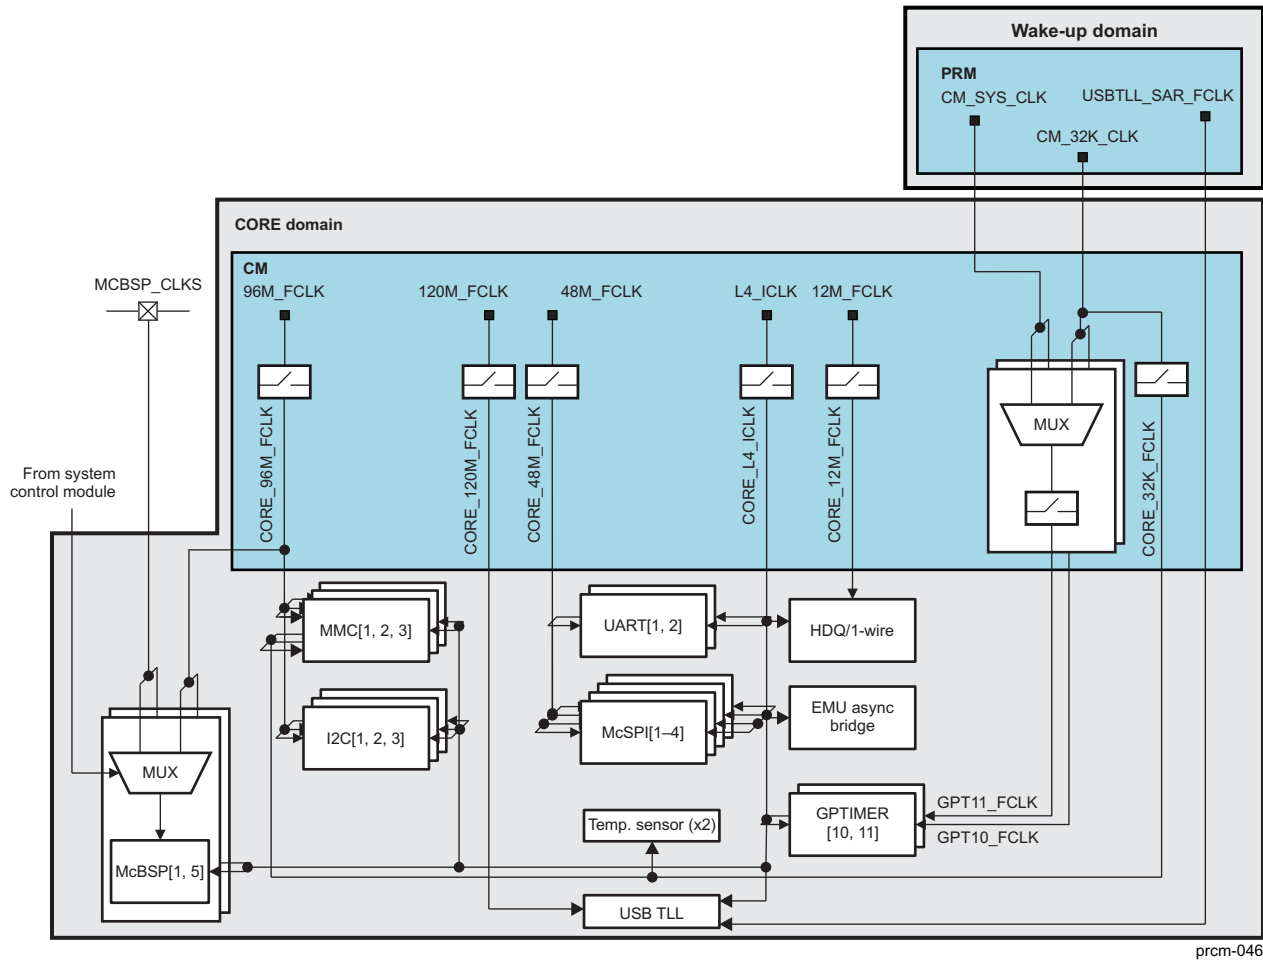 Wake-up domain
PRM
CM_SYS_CLK
USBTLL_SAR_FCLK
CM_32K_CLK
CORE domain
CM
MCBSP_CLKS
96M_FCLK
120M_FCLK
48M_FCLK
L4_ICLK
12M_FCLK
MUX
CORE_96M_FCLK
CORE_120M_FCLK
CORE_48M_FCLK
CORE_L4_ICLK
CORE_12M_FCLK
CORE_32K_FCLK
From system
control module
MMC[1, 2, 3]
UART[1, 2]
HDQ/1-wire
I2C[1, 2, 3]
McSPI[1–4]
EMU async
bridge
MUX
GPTIMER
[10, 11]
GPT11_FCLK
GPT10_FCLK
Temp. sensor (x2)
McBSP[1, 5]
USB TLL
prcm-046